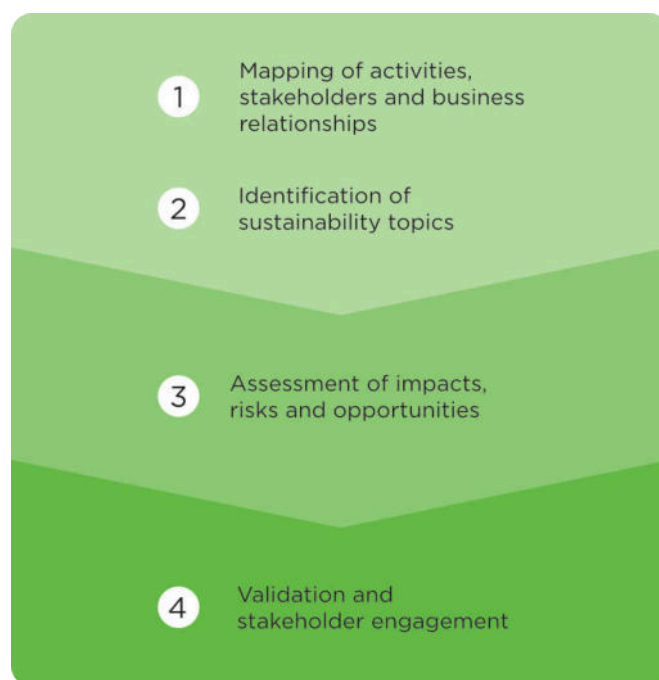 1
Mapping of activities,
stakeholders and business
relationships
2
Identification of
sustainability topics
3
Assessment of impacts,
risks and opportunities
4
Validation and
stakeholder engagement